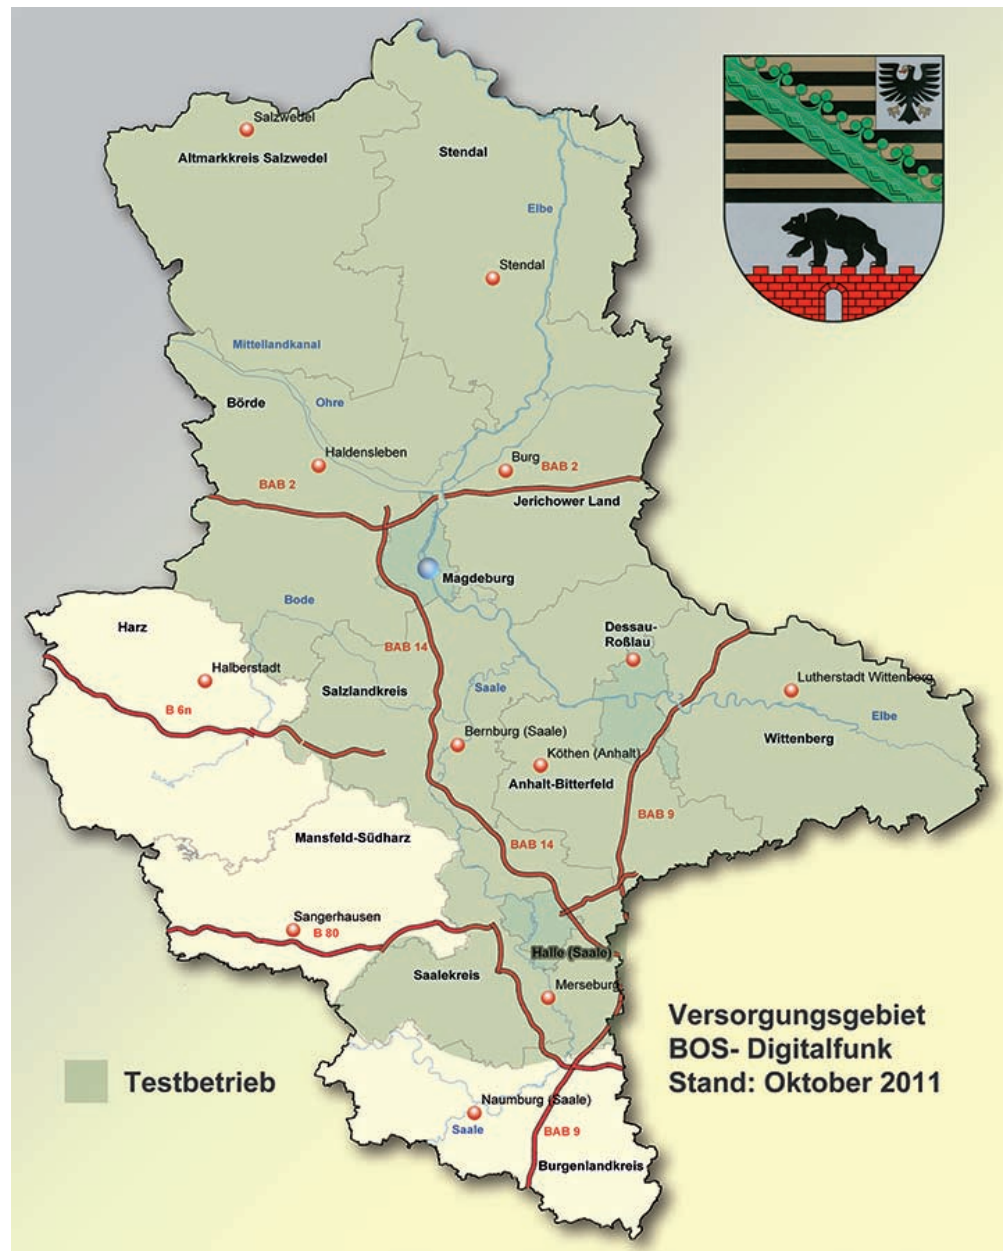 Salzwedel
Altmarkkreis Salzwedel
Stendal
Elbe
Stendal
Mittellandkanal
Börde
Ohre
Haldensleben
Burg
BAB 2
BAB 2
Jerichower Land
Magdeburg
Bode
Harz
Dessau-
Roßlau
BAB 14
Halberstadt
Lutherstadt Wittenberg
Salzlandkreis
Saale
B 6n
Elbe
Bernburg (Saale)
Wittenberg
Köthen (Anhalt)
Anhalt-Bitterfeld
BAB 9
Mansfeld-Südharz
BAB 14
Sangerhausen
B 80
Halle (Saale)
Saalekreis
Merseburg
Versorgungsgebiet
BOS- Digitalfunk
Stand: Oktober 2011
Testbetrieb
Naumburg (Saale)
Saale
BAB 9
Burgenlandkreis